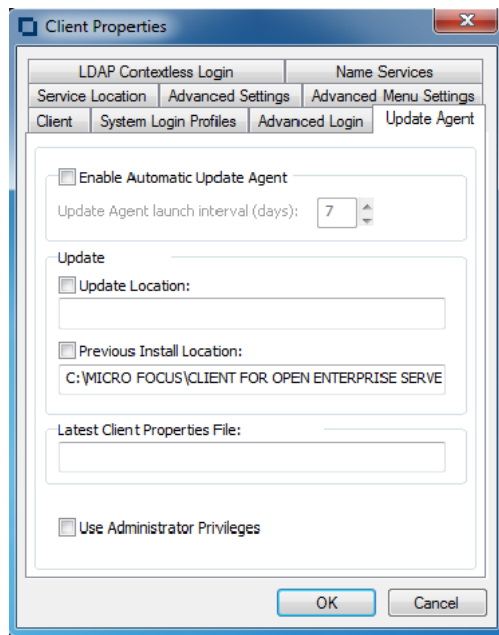 Client Properties
LDAP Contextless Login Name Services
Service Location Advanced Settings Advanced Menu Settings
Client System Login Profiles Advanced Login Update Agent
Enable Automatic Update Agent
Update Agent launch interval (days): 7
Update
Update Location:
Previous Install Location:
C:\MICRO FOCUS\CLIENT FOR OPEN ENTERPRISE SERVE
Latest Client Properties File:
Use Administrator Privileges
OK Cancel